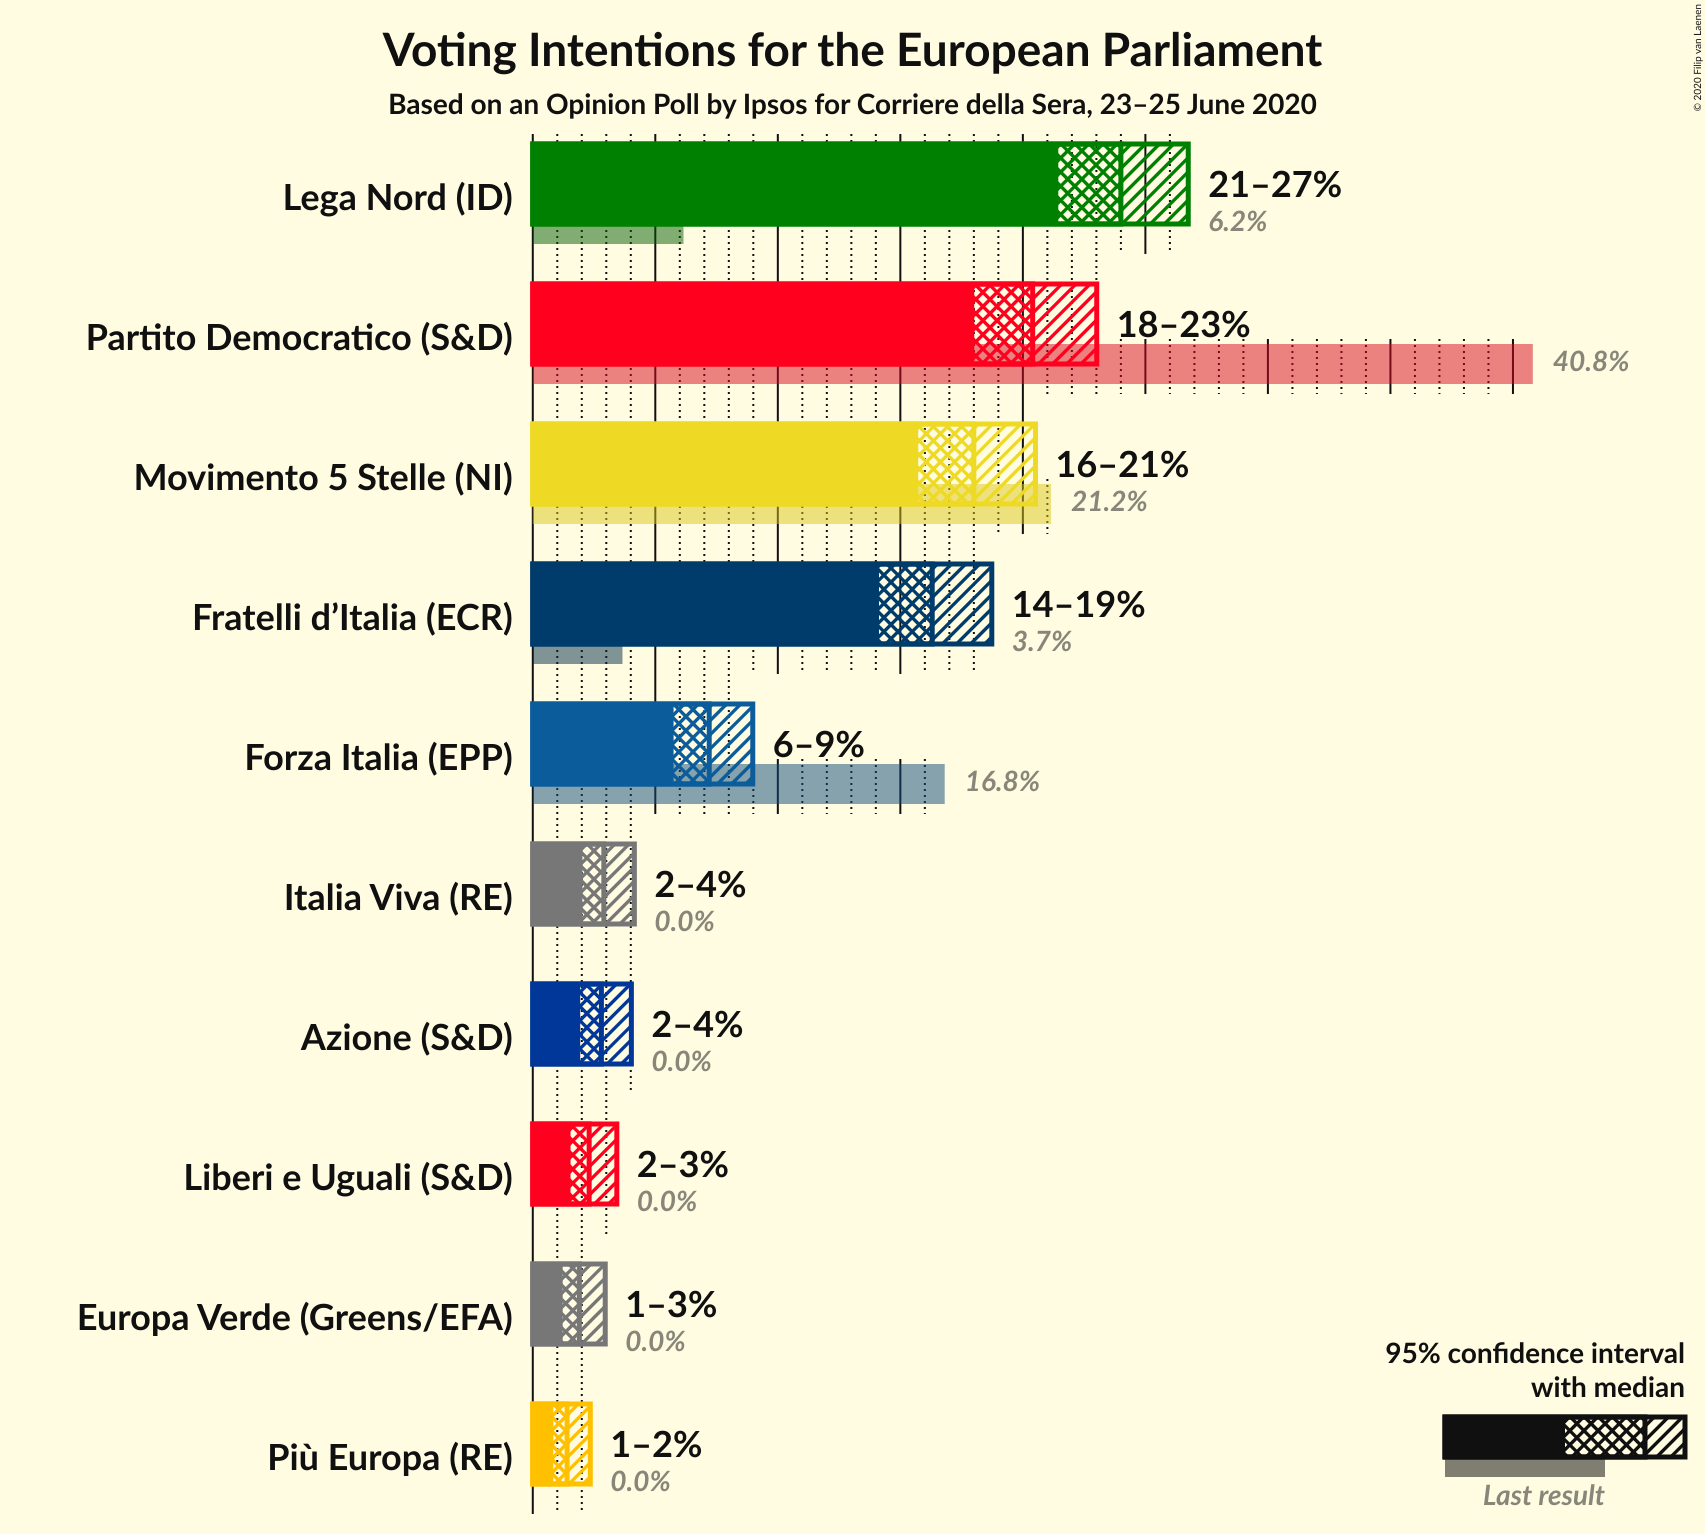 Voting Intentions for the European Parliament
Based on an Opinion Poll by Ipsos for Corriere della Sera, 23–25 June 2020
© 2020 Filip van Laenen
Lega Nord (ID)
21–27%
6.2%
Partito Democratico (S&D)
18–23%
40.8%
Movimento 5 Stelle (NI)
16–21%
21.2%
Fratelli d’Italia (ECR)
14–19%
3.7%
Forza Italia (EPP)
6–9%
16.8%
Italia Viva (RE)
2–4%
0.0%
Azione (S&D)
2–4%
0.0%
Liberi e Uguali (S&D)
2–3%
0.0%
Europa Verde (Greens/EFA)
1–3%
0.0%
Più Europa (RE)
1–2%
0.0%
95% confidence interval
with median
Last result